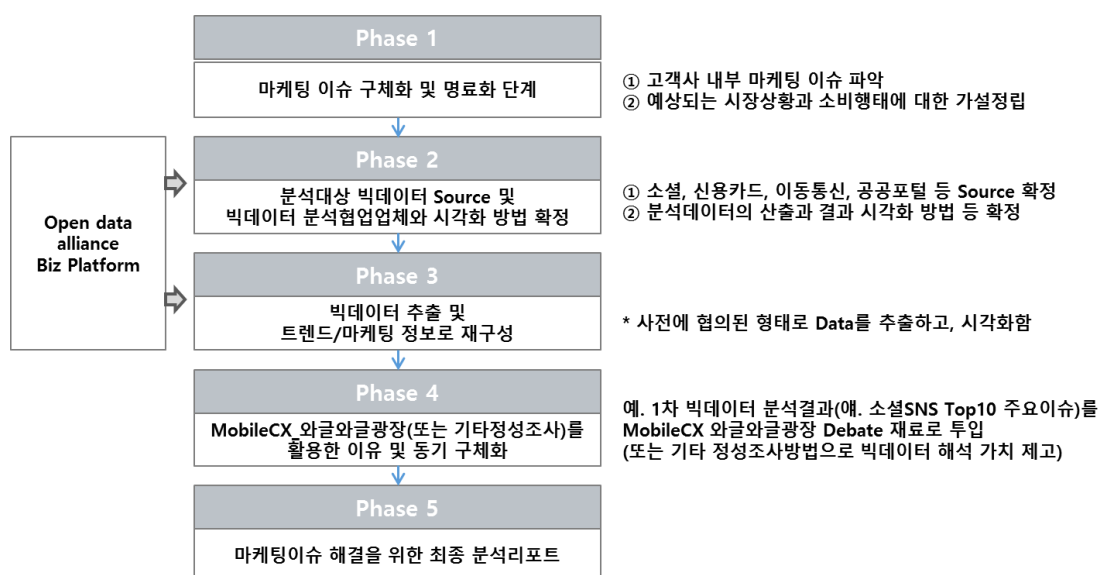 Phase 1
마케팅 이슈 구체화 및 명료화 단계
① 고객사 내부 마케팅 이슈 파악
② 예상되는 시장상황과 소비행태에 대한 가설정립
Open data
alliance
Biz Platform
Phase 2
분석대상 빅데이터 Source 및
빅데이터 분석협업업체와 시각화 방법 확정
① 소셜, 신용카드, 이동통신, 공공포털 등 Source 확정
② 분석데이터의 산출과 결과 시각화 방법 등 확정
Phase 3
빅데이터 추출 및
트렌드/마케팅 정보로 재구성
* 사전에 협의된 형태로 Data를 추출하고, 시각화함
Phase 4
MobileCX_와글와글광장(또는 기타정성조사)를
활용한 이유 및 동기 구체화
예. 1차 빅데이터 분석결과(얘. 소셜SNS Top10 주요이슈)를
MobileCX 와글와글광장 Debate 재료로 투입
(또는 기타 정성조사방법으로 빅데이터 해석 가치 제고)
Phase 5
마케팅이슈 해결을 위한 최종 분석리포트